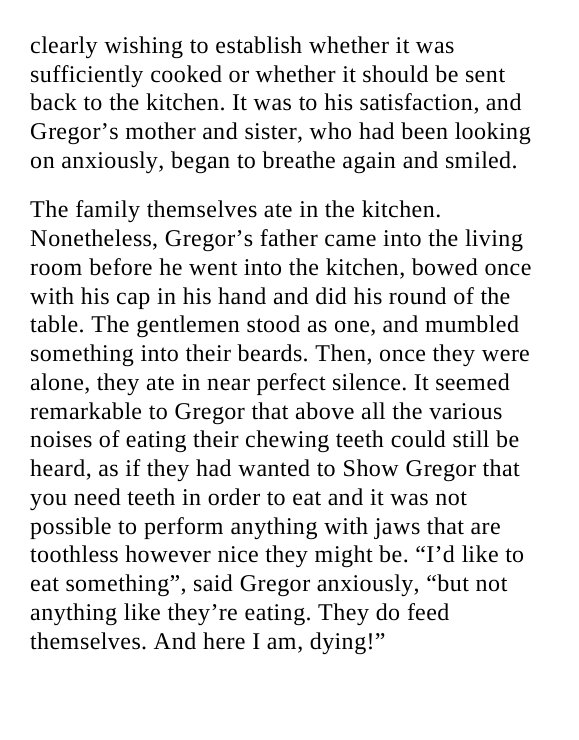 clearly wishing to establish whether it was
sufficiently cooked or whether it should be sent
back to the kitchen. It was to his satisfaction, and
Gregor’s mother and sister, who had been looking
on anxiously, began to breathe again and smiled.
The family themselves ate in the kitchen.
Nonetheless, Gregor’s father came into the living
room before he went into the kitchen, bowed once
with his cap in his hand and did his round of the
table. The gentlemen stood as one, and mumbled
something into their beards. Then, once they were
alone, they ate in near perfect silence. It seemed
remarkable to Gregor that above all the various
noises of eating their chewing teeth could still be
heard, as if they had wanted to Show Gregor that
you need teeth in order to eat and it was not
possible to perform anything with jaws that are
toothless however nice they might be. “I’d like to
eat something”, said Gregor anxiously, “but not
anything like they’re eating. They do feed
themselves. And here I am, dying!”